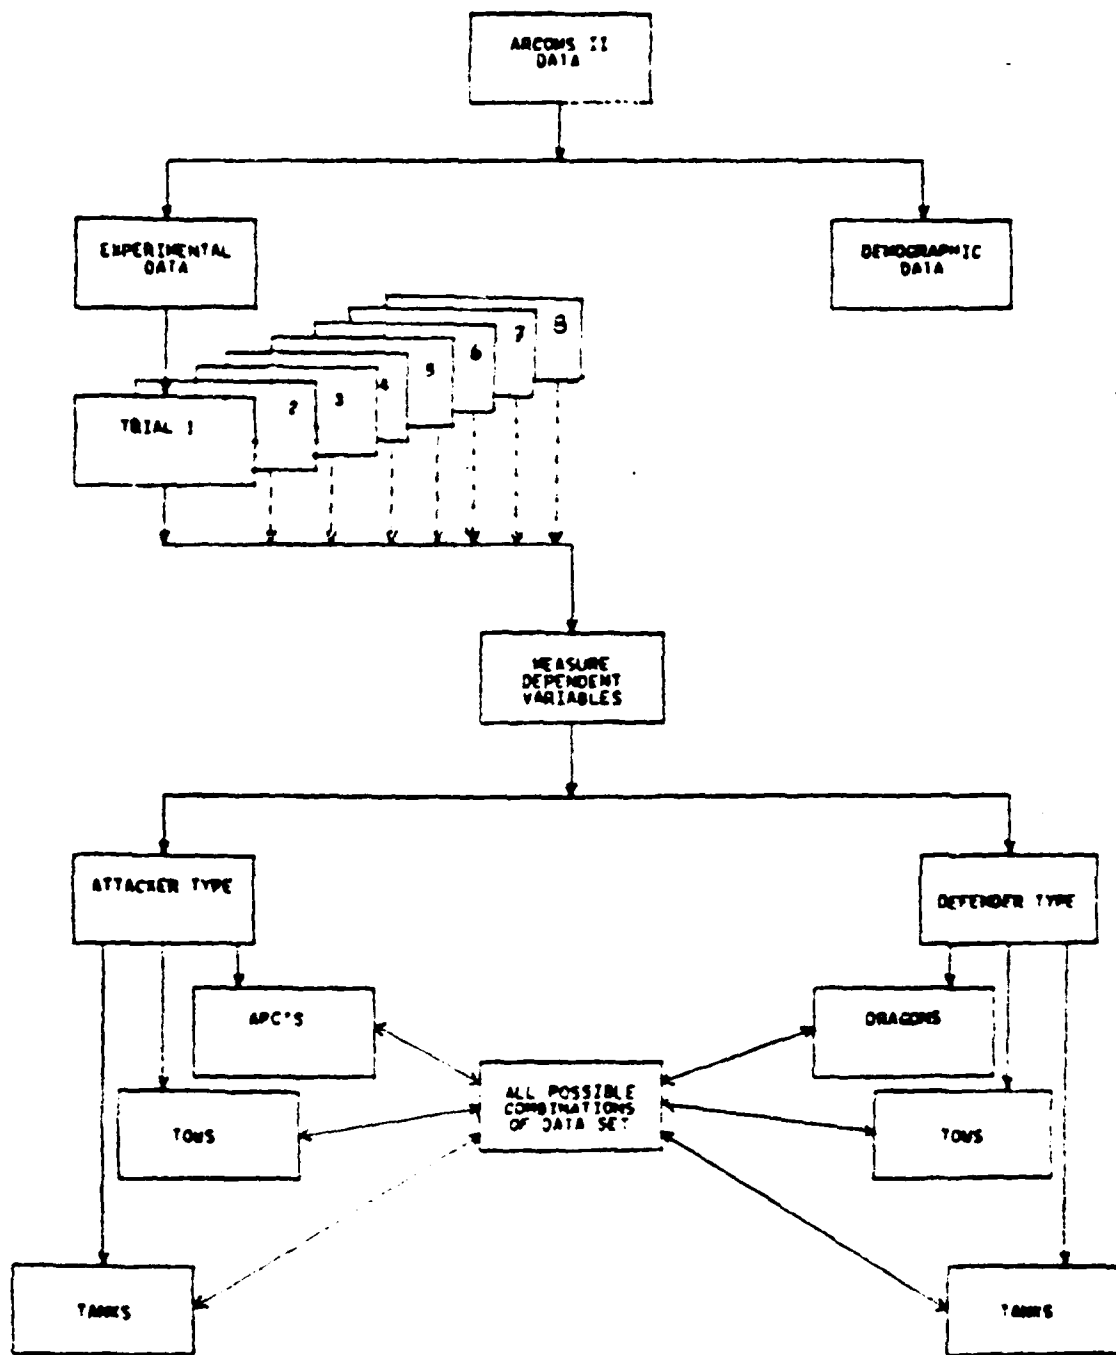 ARCOMS II
DATA
EXPERIMENTAL
DATA
DEMOGRAPHIC
DATA
TRIAL 1
2
3
4
5
6
7
8
MEASURE
DEPENDENT
VARIABLES
ATTACKER TYPE
DEFENDER TYPE
APC'S
DRAGONS
ALL POSSIBLE
COMBINATIONS
OF DATA SET
TOWS
TOWS
TANKS
TANKS